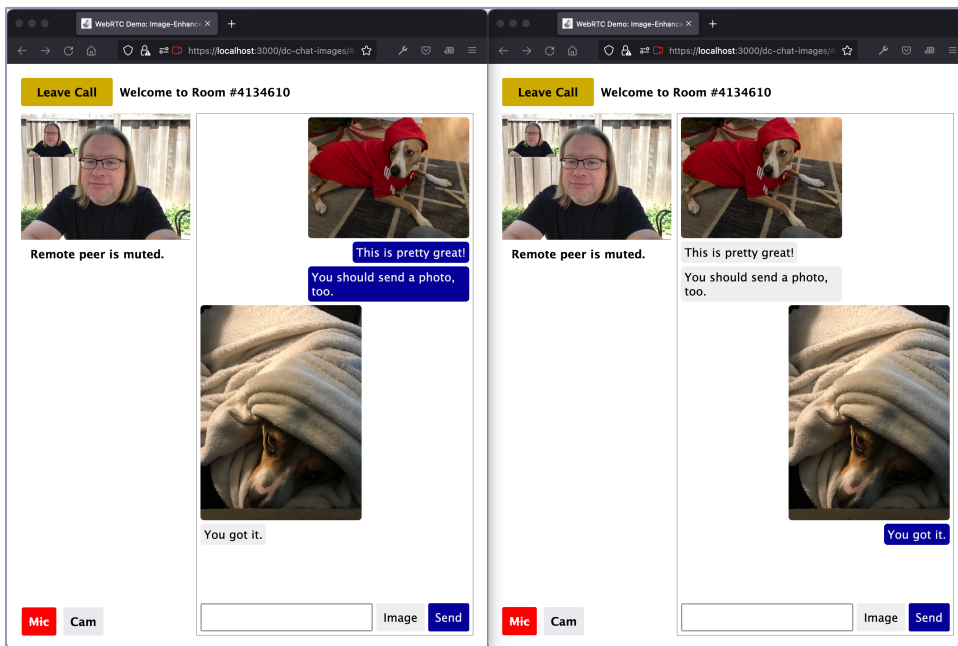 WebRTC Demo: Image-Enhance
https://localhost:3000/dc-chat-images/#
Leave Call
Welcome to Room #4134610
Remote peer is muted.
This is pretty great!
You should send a photo,
too.
You got it.
Mic
Cam
Image
Send
WebRTC Demo: Image-Enhance
https://localhost:3000/dc-chat-images/#
Leave Call
Welcome to Room #4134610
Remote peer is muted.
This is pretty great!
You should send a photo,
too.
You got it.
Mic
Cam
Image
Send